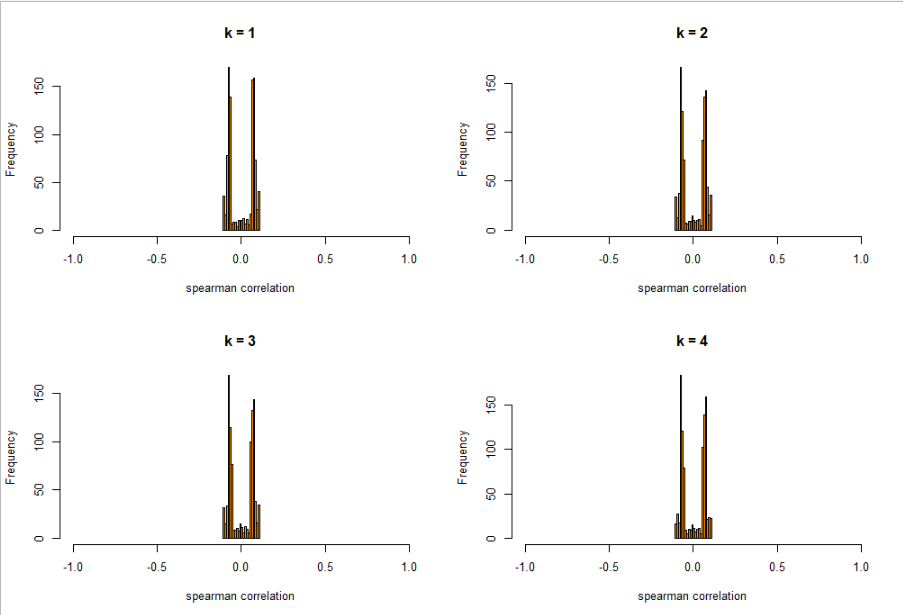 k = 1
Frequency
0 50 100 150
-1.0 -0.5 0.0 0.5 1.0
spearman correlation
k = 2
Frequency
0 50 100 150
-1.0 -0.5 0.0 0.5 1.0
spearman correlation
k = 3
Frequency
0 50 100 150
-1.0 -0.5 0.0 0.5 1.0
spearman correlation
k = 4
Frequency
0 50 100 150
-1.0 -0.5 0.0 0.5 1.0
spearman correlation